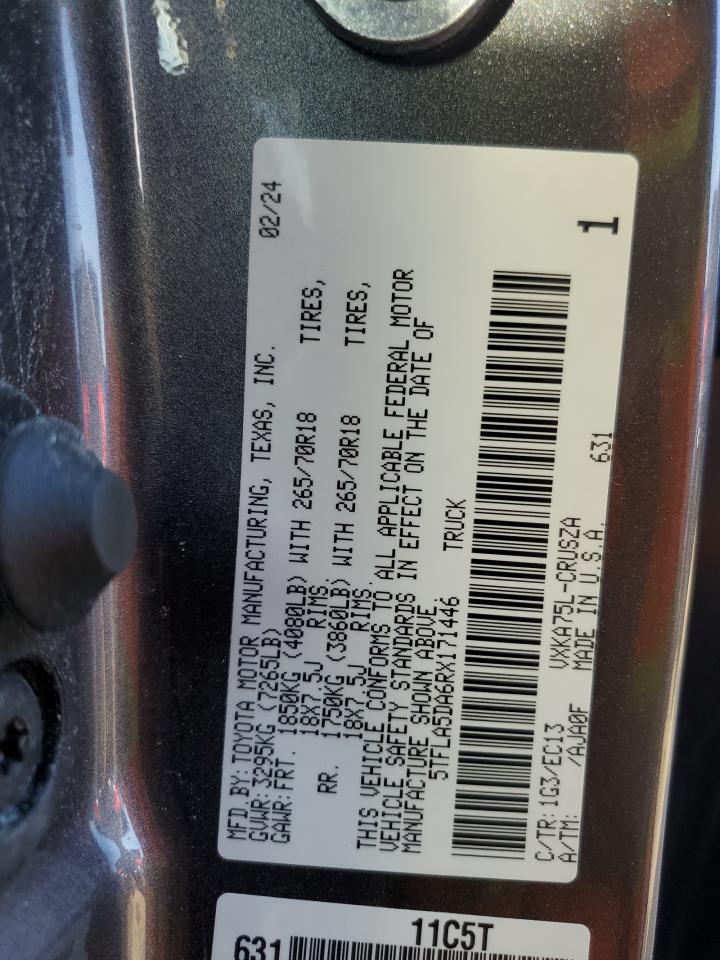 MFD.BY:TOYOTA MOTOR MANUFACTURING, TEXAS, INC. 02/24
GVWR:3295KG (7265LB)
GAWR:FRT. 1850KG (4080LB) WITH 265/70R18 TIRES,
18X7.5J RIMS,
RR. 1750KG (3860LB) WITH 265/70R18 TIRES,
18X7.5J RIMS.
THIS VEHICLE CONFORMS TO ALL APPLICABLE FEDERAL MOTOR
VEHICLE SAFETY STANDARDS IN EFFECT ON THE DATE OF
MANUFACTURE SHOWN ABOVE.
5TFLA5DA6RX171446 TRUCK
C/TR:1G3/EC13 VXKA75L-CRUSZA
A/TM: /AJA0F MADE IN U.S.A. 631
1
11C5T
631